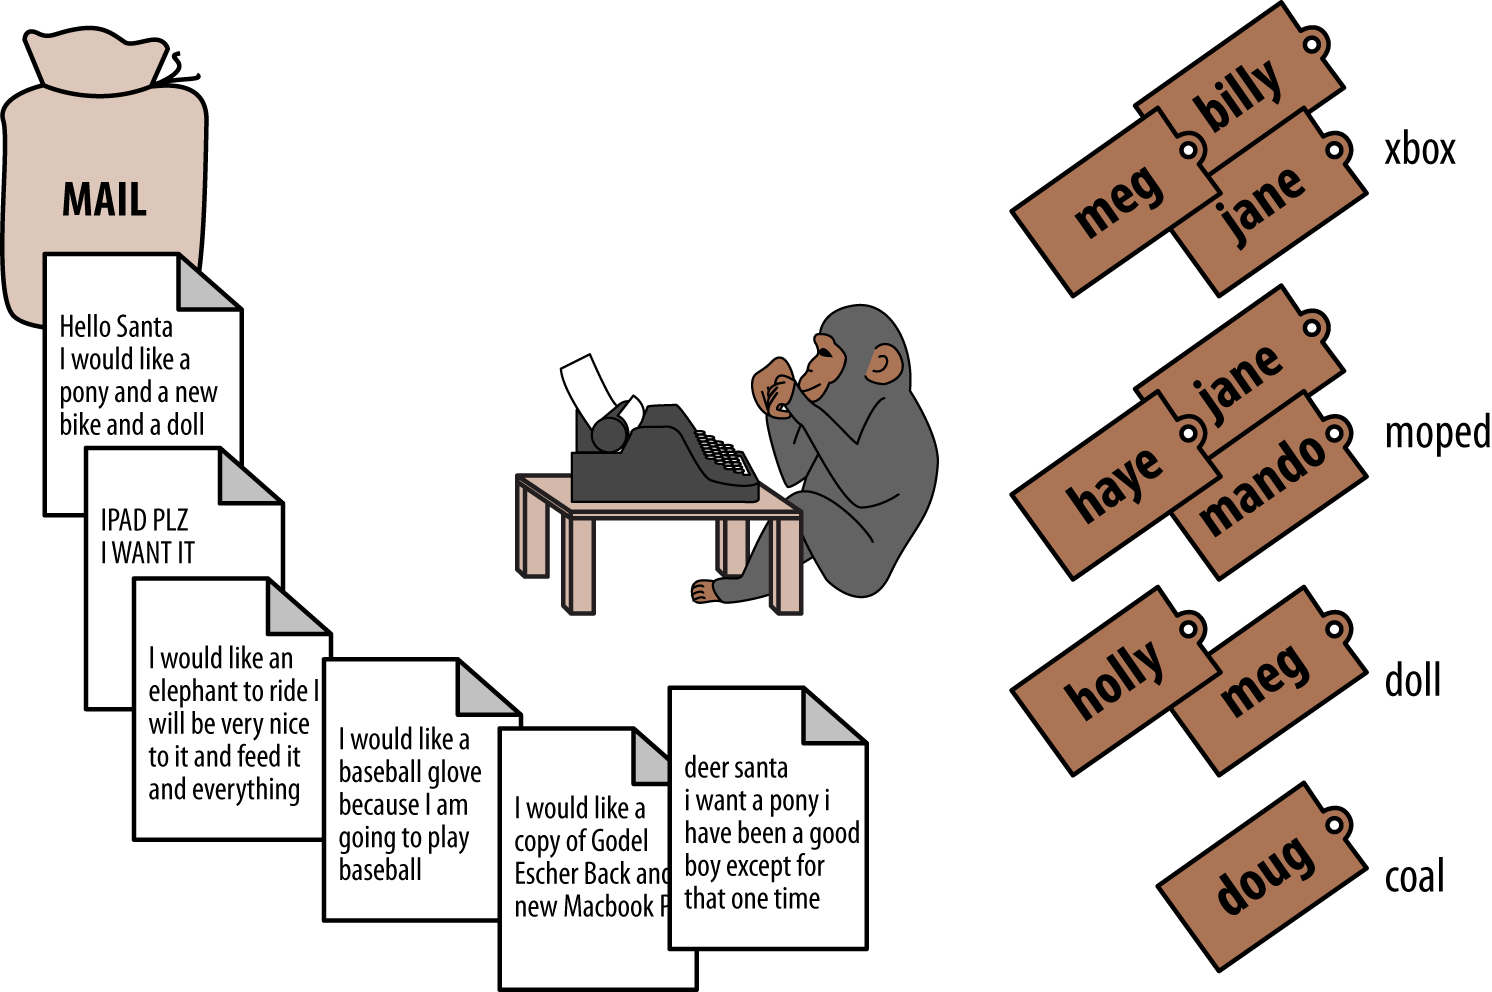 MAIL
Hello Santa
I would like a
pony and a new
bike and a doll
IPAD PLZ
I WANT IT
I would like an
elephant to ride I
will be very nice
to it and feed it
and everything
I would like a
baseball glove
because I am
going to play
baseball
I would like a
copy of Godel
Escher Back and
new Macbook
deer santa
i want a pony i
have been a good
boy except for
that one time
billy
meg
jane
xbox
jane
haye
mando
moped
holly
meg
doll
doug
coal